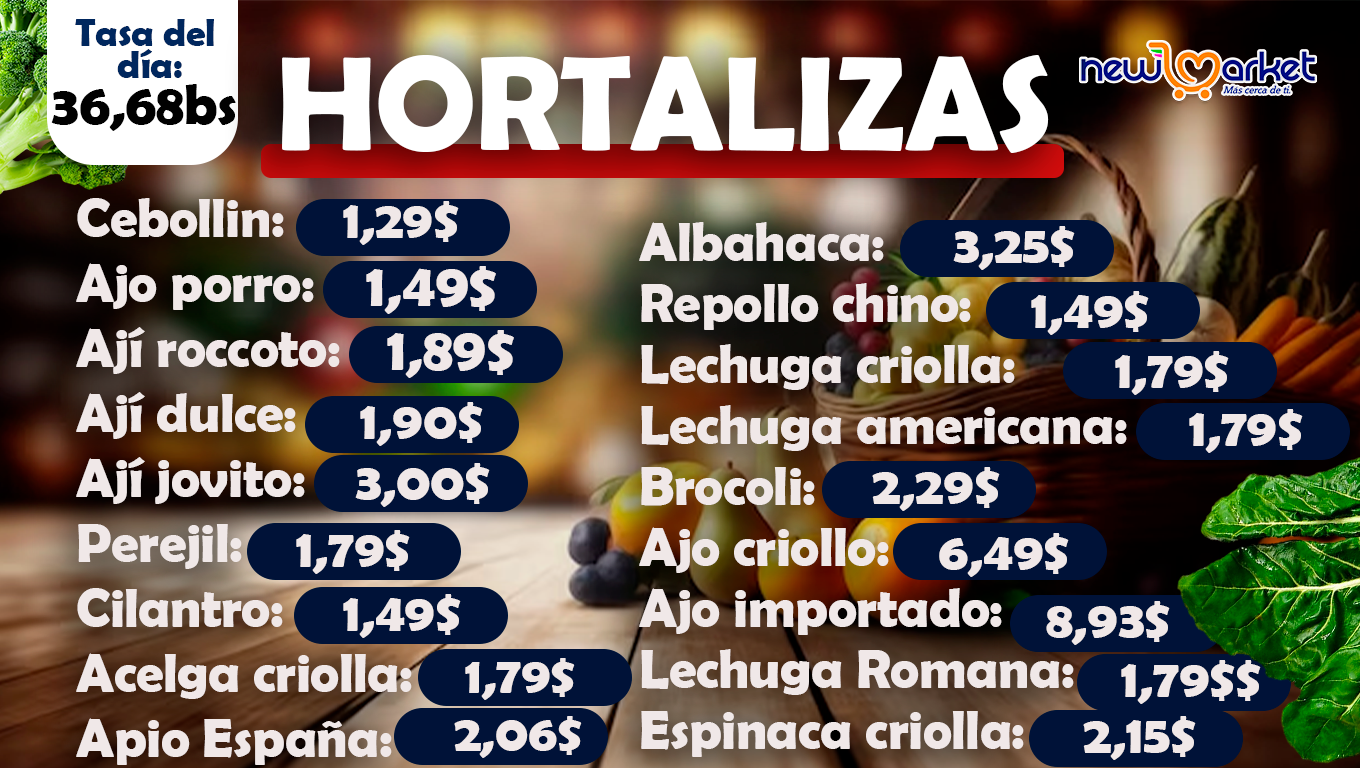 Tasa del
día:
36,68bs
HORTALIZAS
new market
Más cerca de ti.
Cebollin: 1,29$
Ajo porro: 1,49$
Ají roccoto: 1,89$
Ají dulce: 1,90$
Ají jovito: 3,00$
Perejil: 1,79$
Cilantro: 1,49$
Acelga criolla: 1,79$
Apio España: 2,06$
Albahaca: 3,25$
Repollo chino: 1,49$
Lechuga criolla: 1,79$
Lechuga americana: 1,79$
Brocoli: 2,29$
Ajo criollo: 6,49$
Ajo importado: 8,93$
Lechuga Romana: 1,79$$
Espinaca criolla: 2,15$